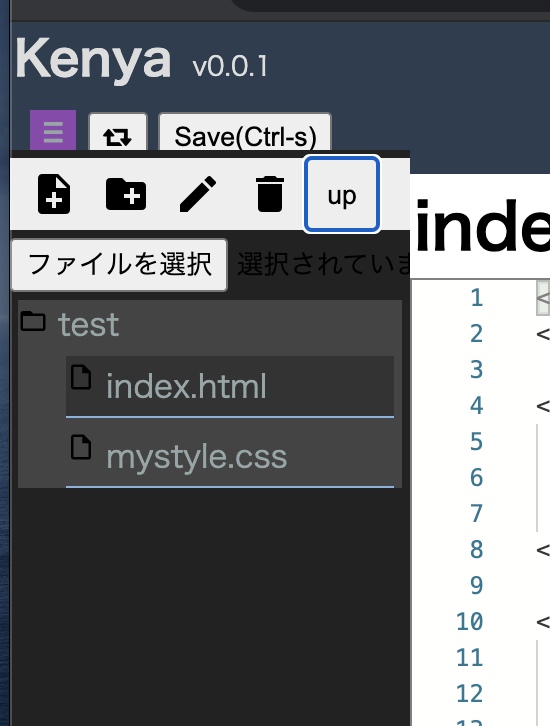 Kenya v0.0.1
Save(Ctrl-s)
up
ファイルを選択 選択されていま
inde
test
index.html
mystyle.css
1 <
2 <
3
4 <
5
6
7
8 <
9
10 <
11
12
13